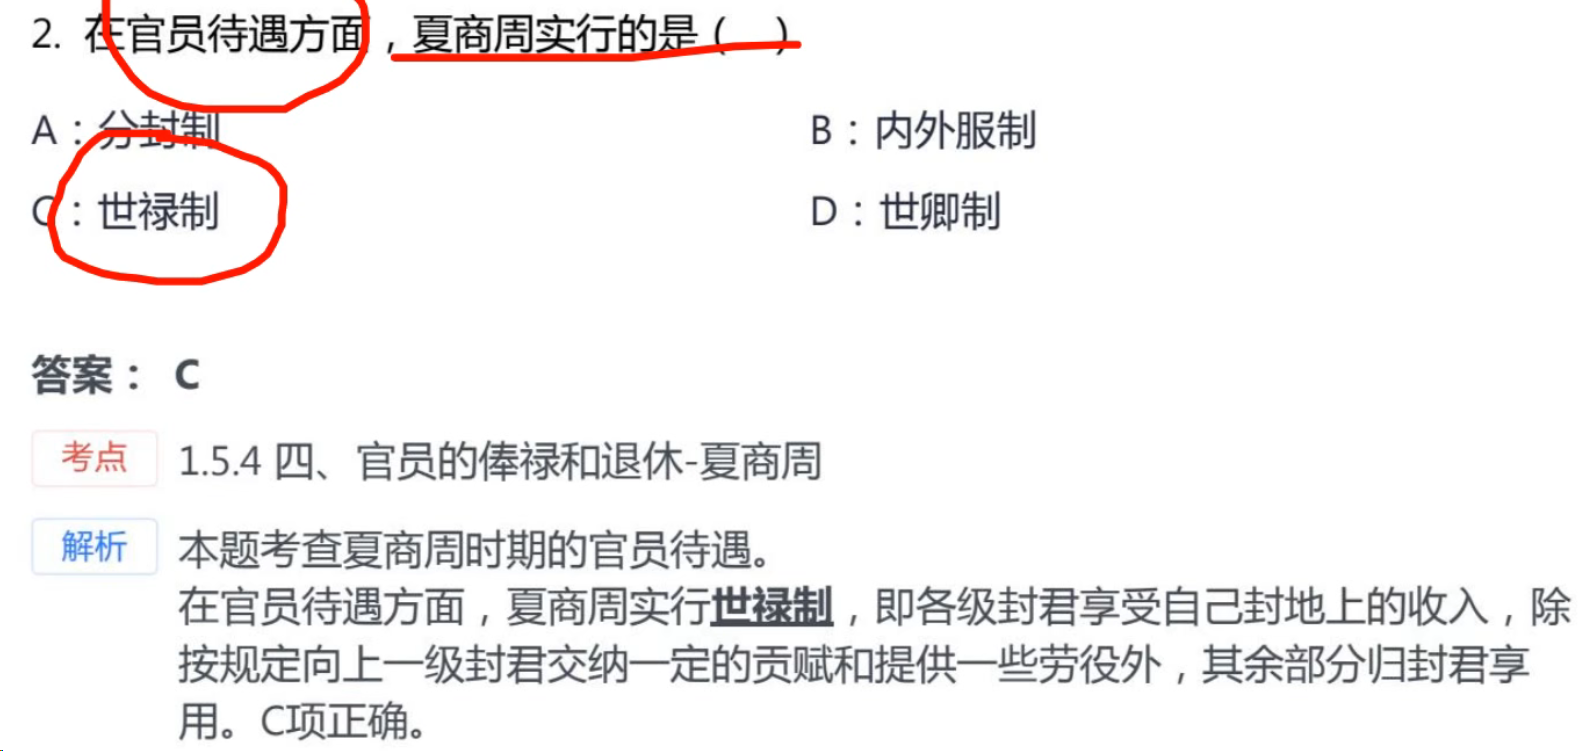 2. 在官员待遇方面，夏商周实行的是（ ）
A：分封制
B：内外服制
C：世禄制
D：世卿制
答案： C
考点 1.5.4 四、官员的俸禄和退休-夏商周
解析 本题考查夏商周时期的官员待遇。
在官员待遇方面，夏商周实行世禄制，即各级封君享受自己封地上的收入，除
按规定向上一级封君交纳一定的贡赋和提供一些劳役外，其余部分归封君享
用。C项正确。